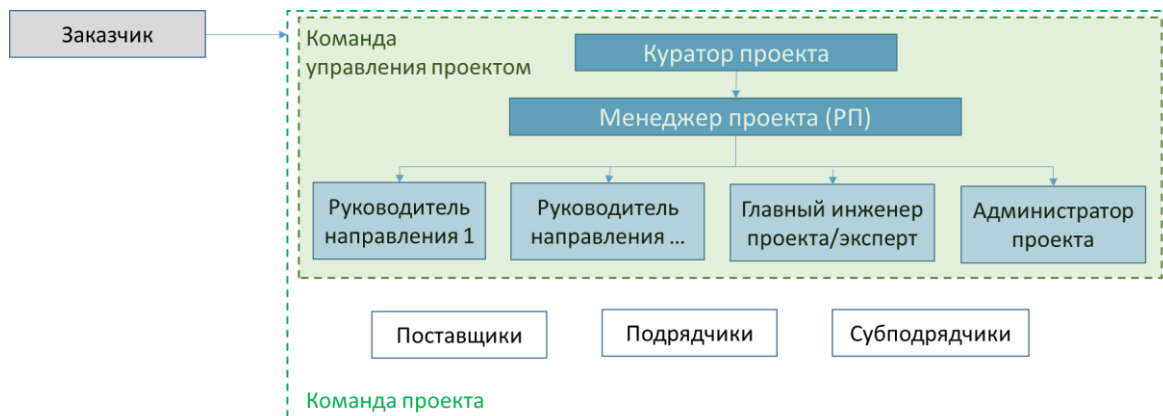 Заказчик
Команда
управления проектом
Куратор проекта
Менеджер проекта (РП)
Руководитель
направления 1
Руководитель
направления ...
Главный инженер
проекта/эксперт
Администратор
проекта
Поставщики
Подрядчики
Субподрядчики
Команда проекта